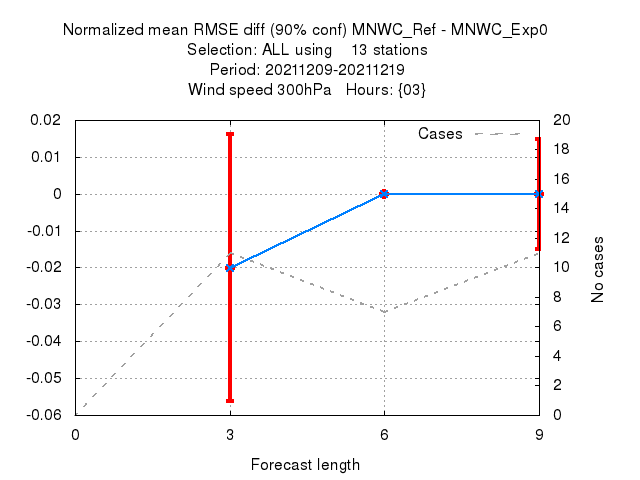 Normalized mean RMSE diff (90% conf) MNWC_Ref - MNWC_Exp0
Selection: ALL using 13 stations
Period: 20211209-20211219
Wind speed 300hPa Hours: {03}
Cases
0.02
0.01
0
-0.01
-0.02
-0.03
-0.04
-0.05
-0.06
20
18
16
14
12
10
8
6
4
2
0
No cases
0 3 6 9
Forecast length